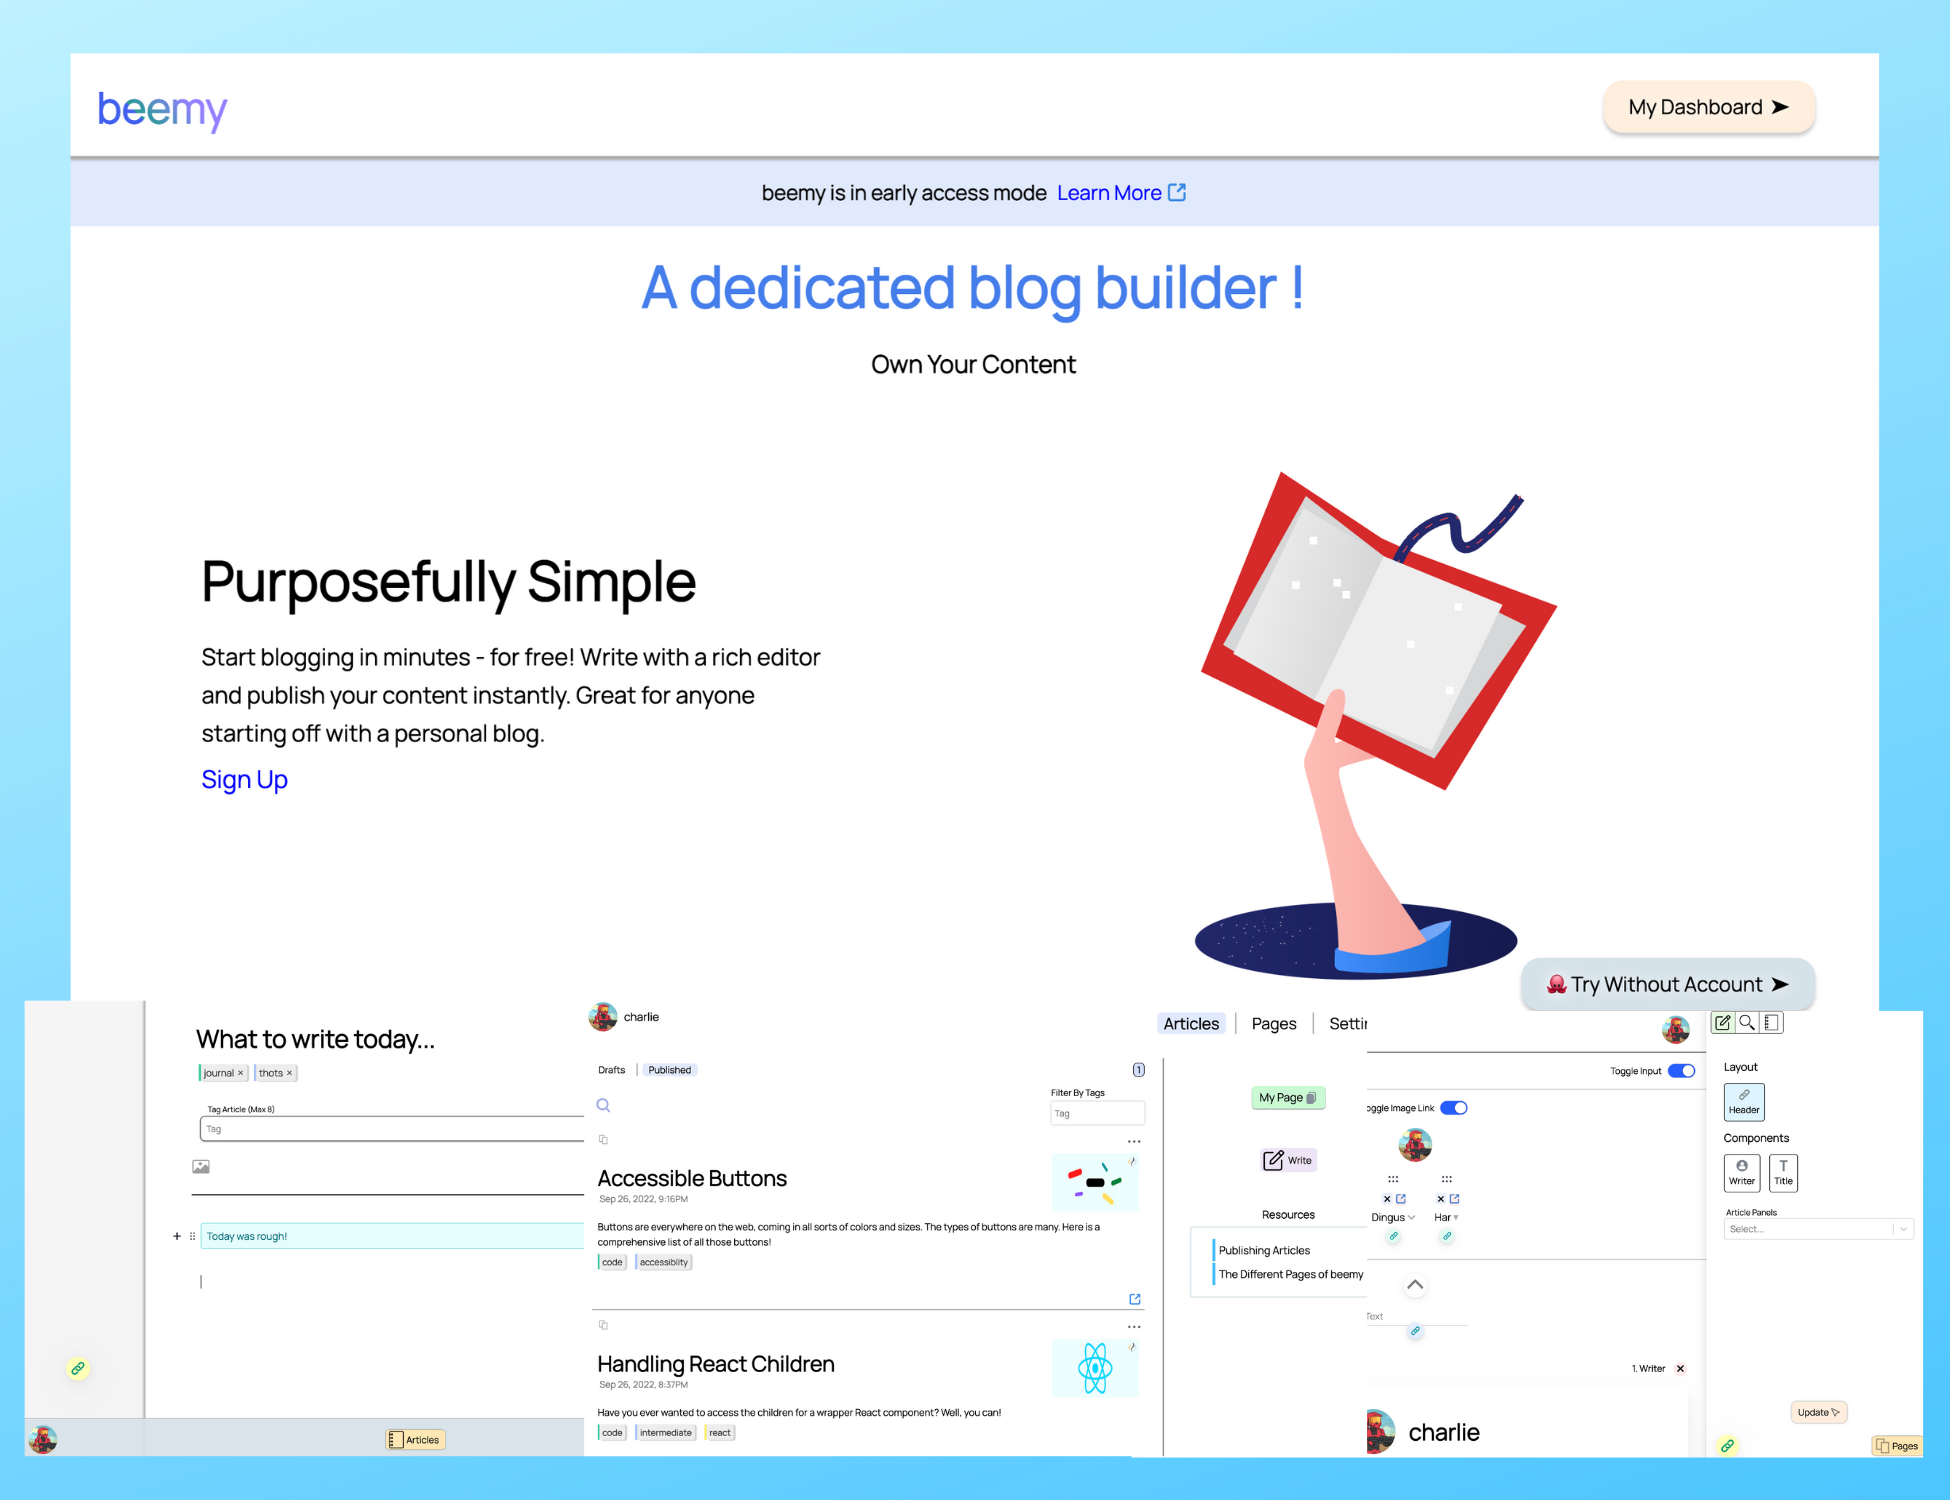 beemy
My Dashboard
beemy is in early access mode Learn More
A dedicated blog builder !
Own Your Content
Purposefully Simple
Start blogging in minutes - for free! Write with a rich editor
and publish your content instantly. Great for anyone
starting off with a personal blog.
Sign Up
Try Without Account
What to write today...
journal ×
thots ×
Tag Article (Max 8)
Tag
Today was rough!
Articles
charlie
Drafts
Published
1
Filter By Tags
Tag
Accessible Buttons
Sep 26, 2022, 9:16PM
Buttons are everywhere on the web, coming in all sorts of colors and sizes. The types of buttons are many. Here is a
comprehensive list of all those buttons!
code
accessiblity
Handling React Children
Sep 26, 2022, 8:37PM
Have you ever wanted to access the children for a wrapper React component? Well, you can!
code
intermediate
react
Articles
Pages
Settin
My Page
Write
Resources
Publishing Articles
The Different Pages of beemy
Toggle Input
oggle Image Link
Dingus
Har
Text
1. Writer
charlie
Layout
Header
Components
Writer
T
Title
Article Panels
Select...
Update
Pages